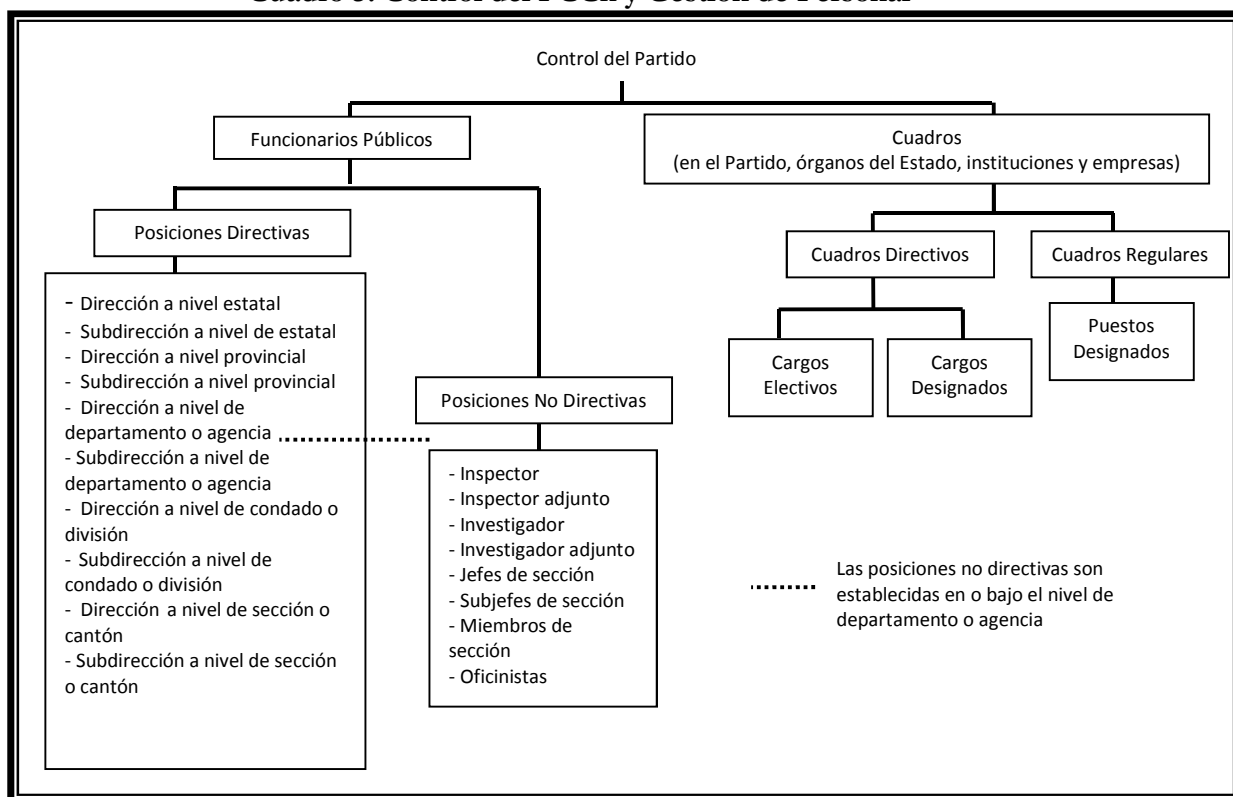 Control del Partido
Funcionarios Públicos
Cuadros
(en el Partido, órganos del Estado, instituciones y empresas)
Posiciones Directivas
- Dirección a nivel estatal
- Subdirección a nivel de estatal
- Dirección a nivel provincial
- Subdirección a nivel provincial
- Dirección a nivel de
departamento o agencia
- Subdirección a nivel de
departamento o agencia
- Dirección a nivel de condado o
división
- Subdirección a nivel de
condado o división
- Dirección a nivel de sección o
cantón
- Subdirección a nivel de sección
o cantón
Posiciones No Directivas
- Inspector
- Inspector adjunto
- Investigador
- Investigador adjunto
- Jefes de sección
- Subjefes de sección
- Miembros de
sección
- Oficinistas
Cuadros Directivos
Cargos
Electivos
Cargos
Designados
Cuadros Regulares
Puestos
Designados
Las posiciones no directivas son
establecidas en o bajo el nivel de
departamento o agencia